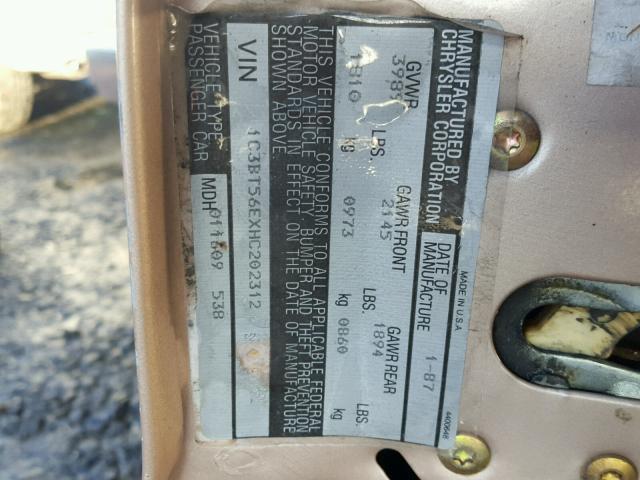 MANUFACTURED BY
CHRYSLER CORPORATION
DATE OF
MANUFACTURE
1-87
MADE IN U.S.A.
GVWR
GAWR FRONT
GAWR REAR
LBS.
2145
LBS.
1894
LBS.
1810
kg
0973
kg
0860
kg
THIS VEHICLE CONFORMS TO ALL APPLICABLE FEDERAL
MOTOR VEHICLE SAFETY, BUMPER AND THEFT PREVENTION
STANDARDS IN EFFECT ON THE DATE OF MANUFACTURE
SHOWN ABOVE.
VIN 1C3BT56EXHC202312
VEHICLE TYPE
PASSENGER CAR
MDH
011609 538
4400648